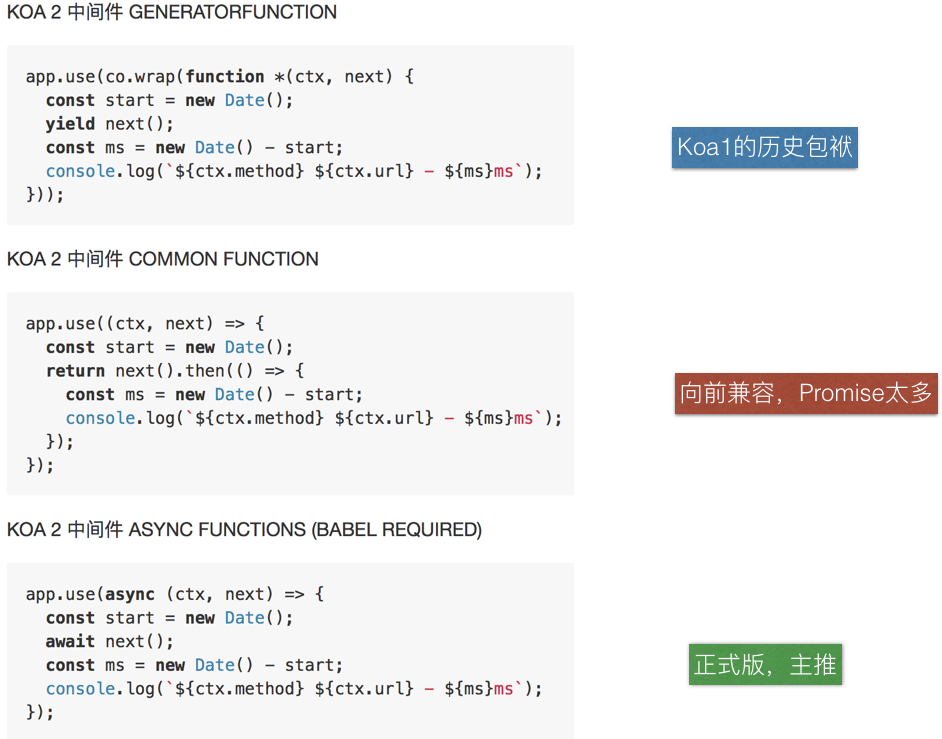 KOA 2 中间件 GENERATORFUNCTION
app.use(co.wrap(function *(ctx, next) {
  const start = new Date();
  yield next();
  const ms = new Date() - start;
  console.log(`${ctx.method} ${ctx.url} - ${ms}ms`);
}));
Koa1的历史包袱
KOA 2 中间件 COMMON FUNCTION
app.use((ctx, next) => {
  const start = new Date();
  return next().then(() => {
    const ms = new Date() - start;
    console.log(`${ctx.method} ${ctx.url} - ${ms}ms`);
  });
});
向前兼容，Promise太多
KOA 2 中间件 ASYNC FUNCTIONS (BABEL REQUIRED)
app.use(async (ctx, next) => {
  const start = new Date();
  await next();
  const ms = new Date() - start;
  console.log(`${ctx.method} ${ctx.url} - ${ms}ms`);
});
正式版，主推